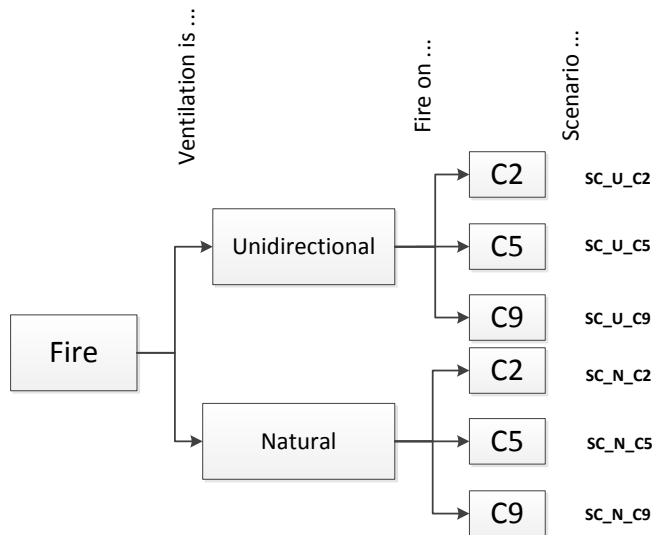 Ventilation is ...
Fire on ...
Scenario ...
C2
SC_U_C2
Unidirectional
C5
SC_U_C5
C9
SC_U_C9
Fire
C2
SC_N_C2
Natural
C5
SC_N_C5
C9
SC_N_C9